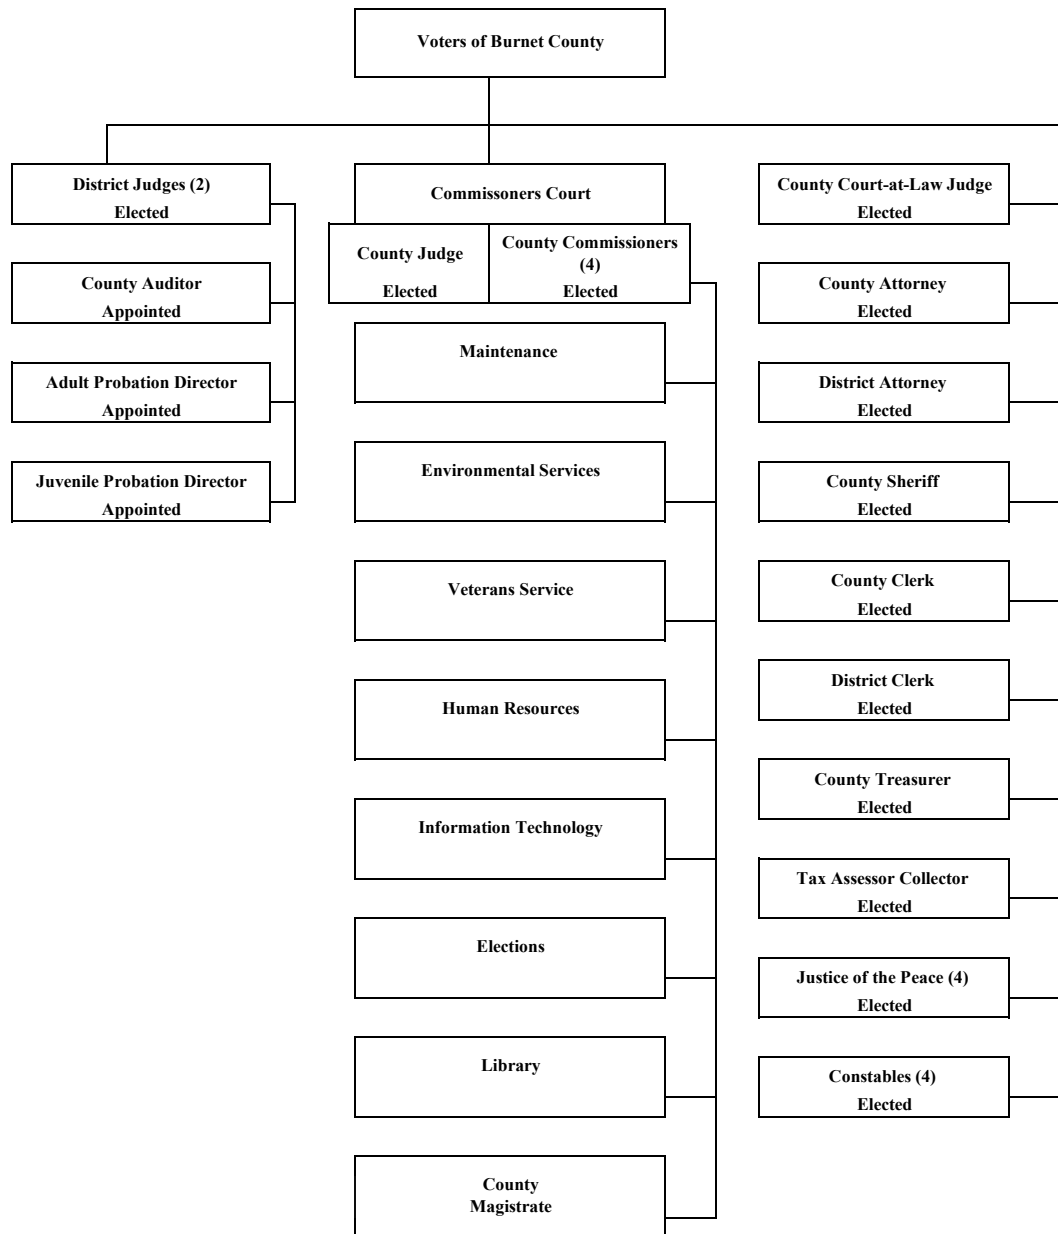 Voters of Burnet County
District Judges (2)
Elected
County Auditor
Appointed
Adult Probation Director
Appointed
Juvenile Probation Director
Appointed
Commissoners Court
County Judge
Elected
County Commissioners
(4)
Elected
Maintenance
Environmental Services
Veterans Service
Human Resources
Information Technology
Elections
Library
County
Magistrate
County Court-at-Law Judge
Elected
County Attorney
Elected
District Attorney
Elected
County Sheriff
Elected
County Clerk
Elected
District Clerk
Elected
County Treasurer
Elected
Tax Assessor Collector
Elected
Justice of the Peace (4)
Elected
Constables (4)
Elected